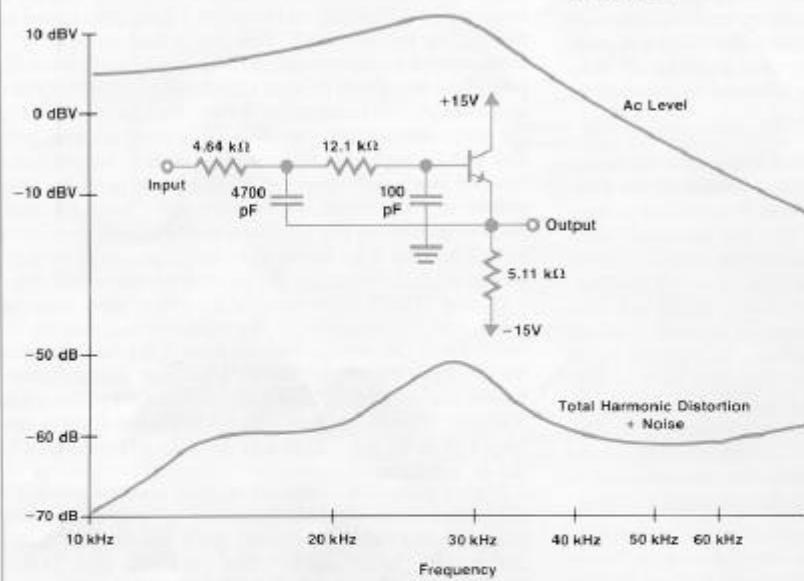 10 dBV
0 dBV
Ac Level
+15V
4.64 kΩ
12.1 kΩ
−10 dBV
Input
4700
pF
100
pF
Output
5.11 kΩ
−15V
−50 dB
Total Harmonic Distortion
+ Noise
−60 dB
−70 dB
10 kHz
20 kHz
30 kHz
40 kHz
50 kHz
60 kHz
Frequency